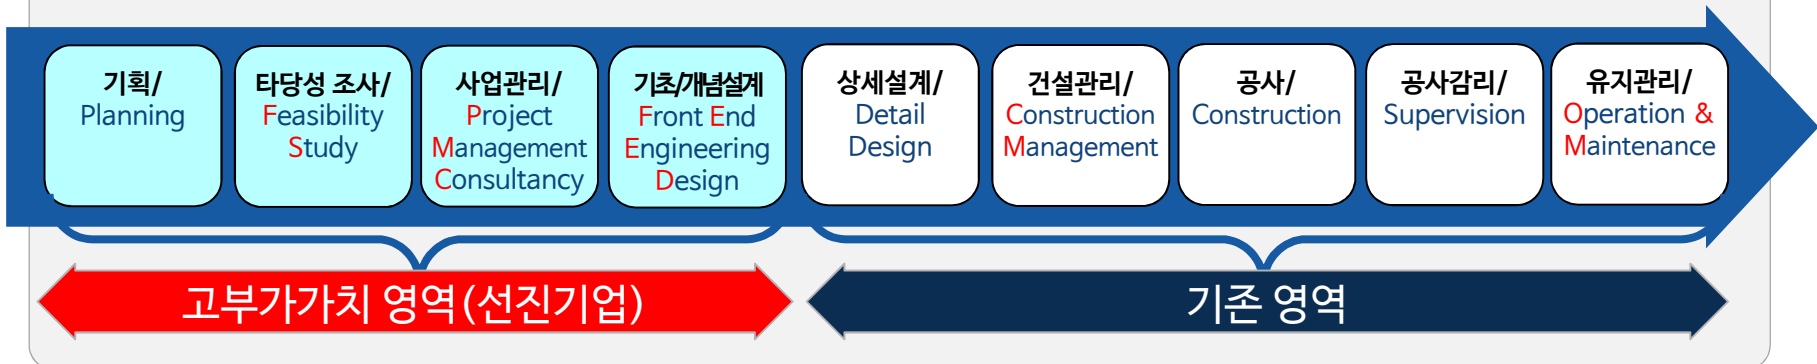 기획/
Planning
타당성 조사/
Feasibility
Study
사업관리/
Project
Management
Consultancy
기초/개념설계
Front End
Engineering
Design
상세설계/
Detail
Design
건설관리/
Construction
Management
공사/
Construction
공사감리/
Supervision
유지관리/
Operation &
Maintenance
고부가가치 영역(선진기업)
기존 영역